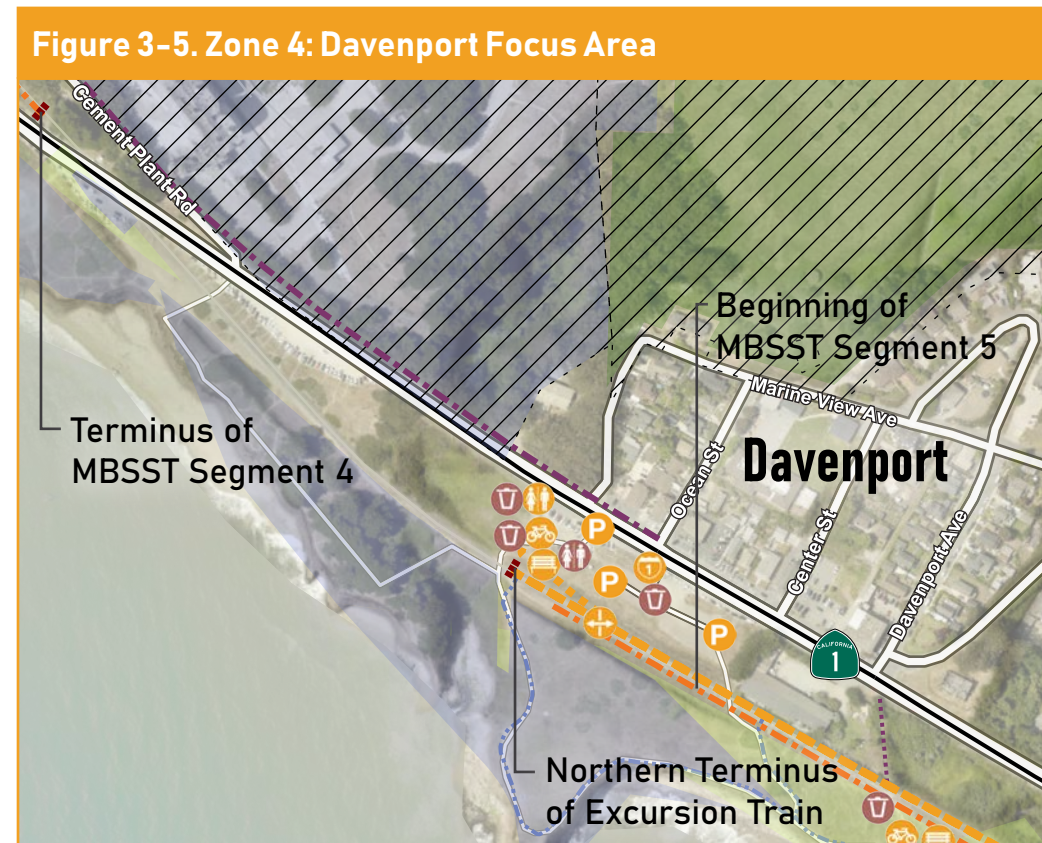 Figure 3-5. Zone 4: Davenport Focus Area
Cement Plant Rd
Beginning of
MBSST Segment 5
Marine View Ave
Terminus of
MBSST Segment 4
Davenport
Ocean St
Center St
Davenport Ave
P
1
P
P
CALIFORNIA
1
Northern Terminus
of Excursion Train